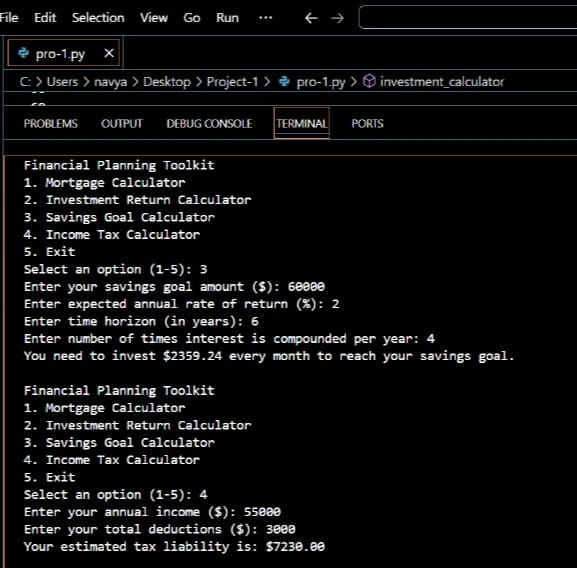 File Edit Selection View Go Run ... ← →
pro-1.py ×
C: > Users > navya > Desktop > Project-1 > pro-1.py > investment_calculator
PROBLEMS OUTPUT DEBUG CONSOLE TERMINAL PORTS
Financial Planning Toolkit
1. Mortgage Calculator
2. Investment Return Calculator
3. Savings Goal Calculator
4. Income Tax Calculator
5. Exit
Select an option (1-5): 3
Enter your savings goal amount ($): 60000
Enter expected annual rate of return (%): 2
Enter time horizon (in years): 6
Enter number of times interest is compounded per year: 4
You need to invest $2359.24 every month to reach your savings goal.
Financial Planning Toolkit
1. Mortgage Calculator
2. Investment Return Calculator
3. Savings Goal Calculator
4. Income Tax Calculator
5. Exit
Select an option (1-5): 4
Enter your annual income ($): 55000
Enter your total deductions ($): 3000
Your estimated tax liability is: $7230.00